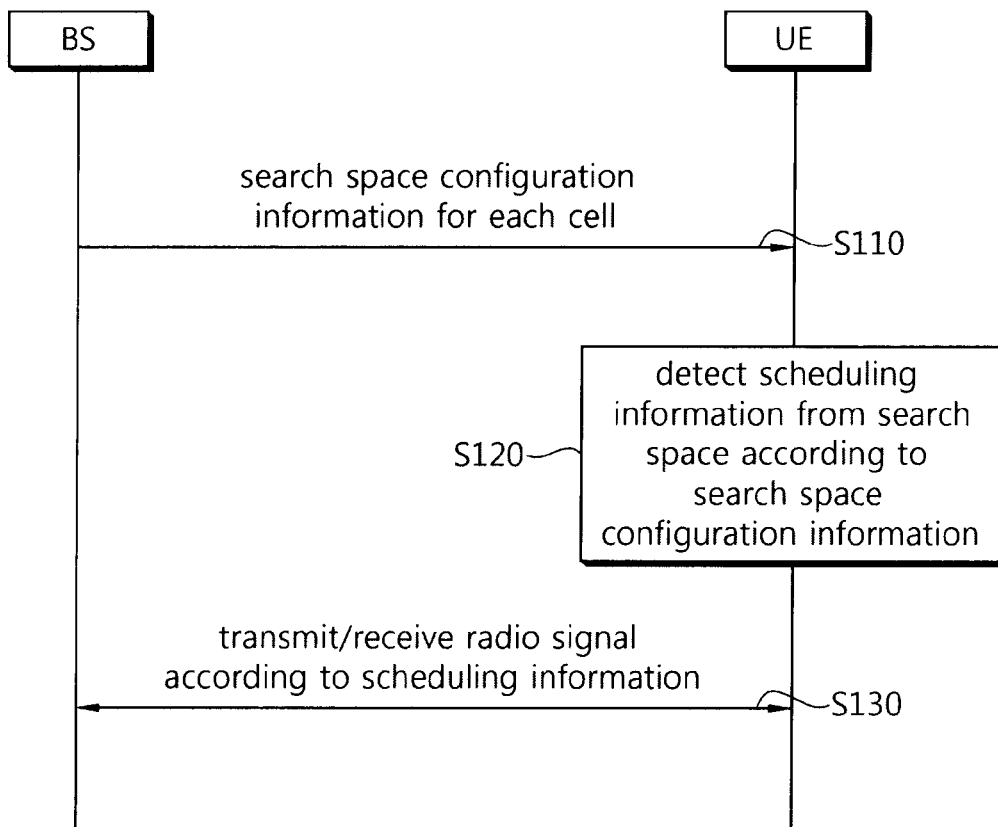 BS
UE
search space configuration
information for each cell
S110
detect scheduling
information from search
space according to
search space
configuration information
S120
transmit/receive radio signal
according to scheduling information
S130